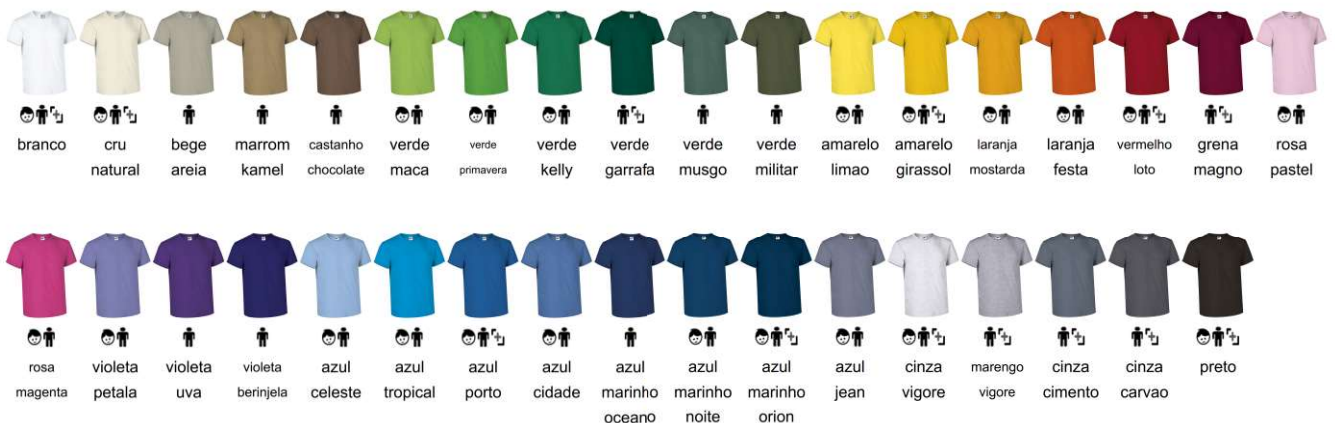 branco cru bege marrom castanho verde verde verde verde verde verde amarelo amarelo laranja laranja vermelho grena rosa
natural areia kamel chocolate maca primavera kelly garrafa musgo militar limao girassol mostarda festa loto magno pastel
rosa violeta violeta violeta azul azul azul azul azul azul azul azul cinza marengo cinza cinza preto
magenta petala uva berinjela celeste tropical porto cidade marinho marinho marinho jean vigore vigore cimento carvao
oceano noite orion